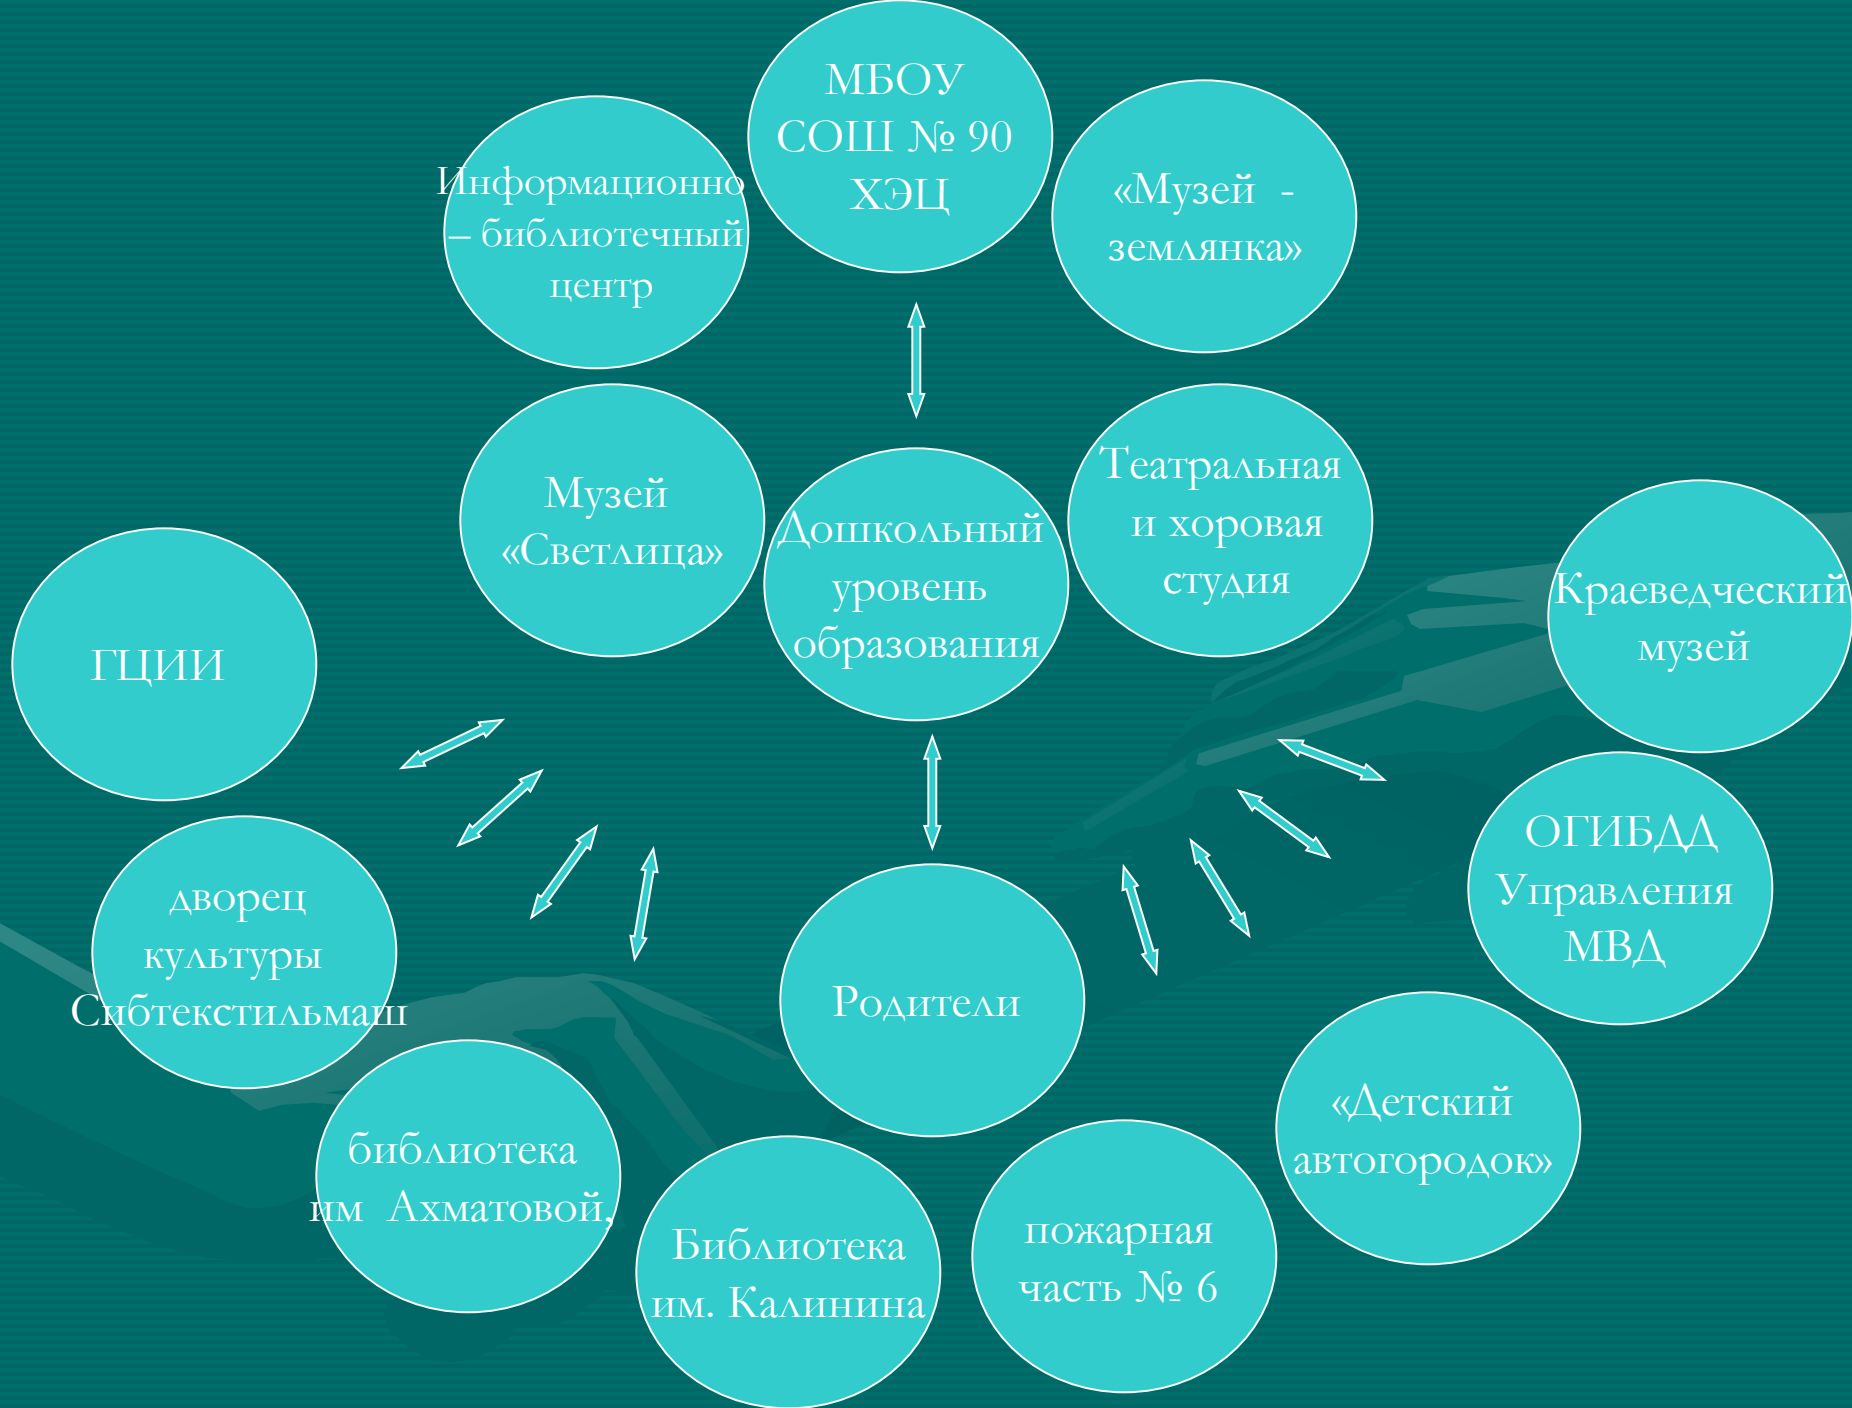 МБОУ
СОШ № 90
ХЭЦ
Информационно
– библиотечный
центр
«Музей -
землянка»
Музей
«Светлица»
Дошкольный
уровень
образования
Театральная
и хоровая
студия
Краеведческий
музей
ГЦИИ
ОГИБДД
Управления
МВД
дворец
культуры
Сибтекстильмаш
Родители
«Детский
автогородок»
библиотека
им Ахматовой,
Библиотека
им. Калинина
пожарная
часть № 6